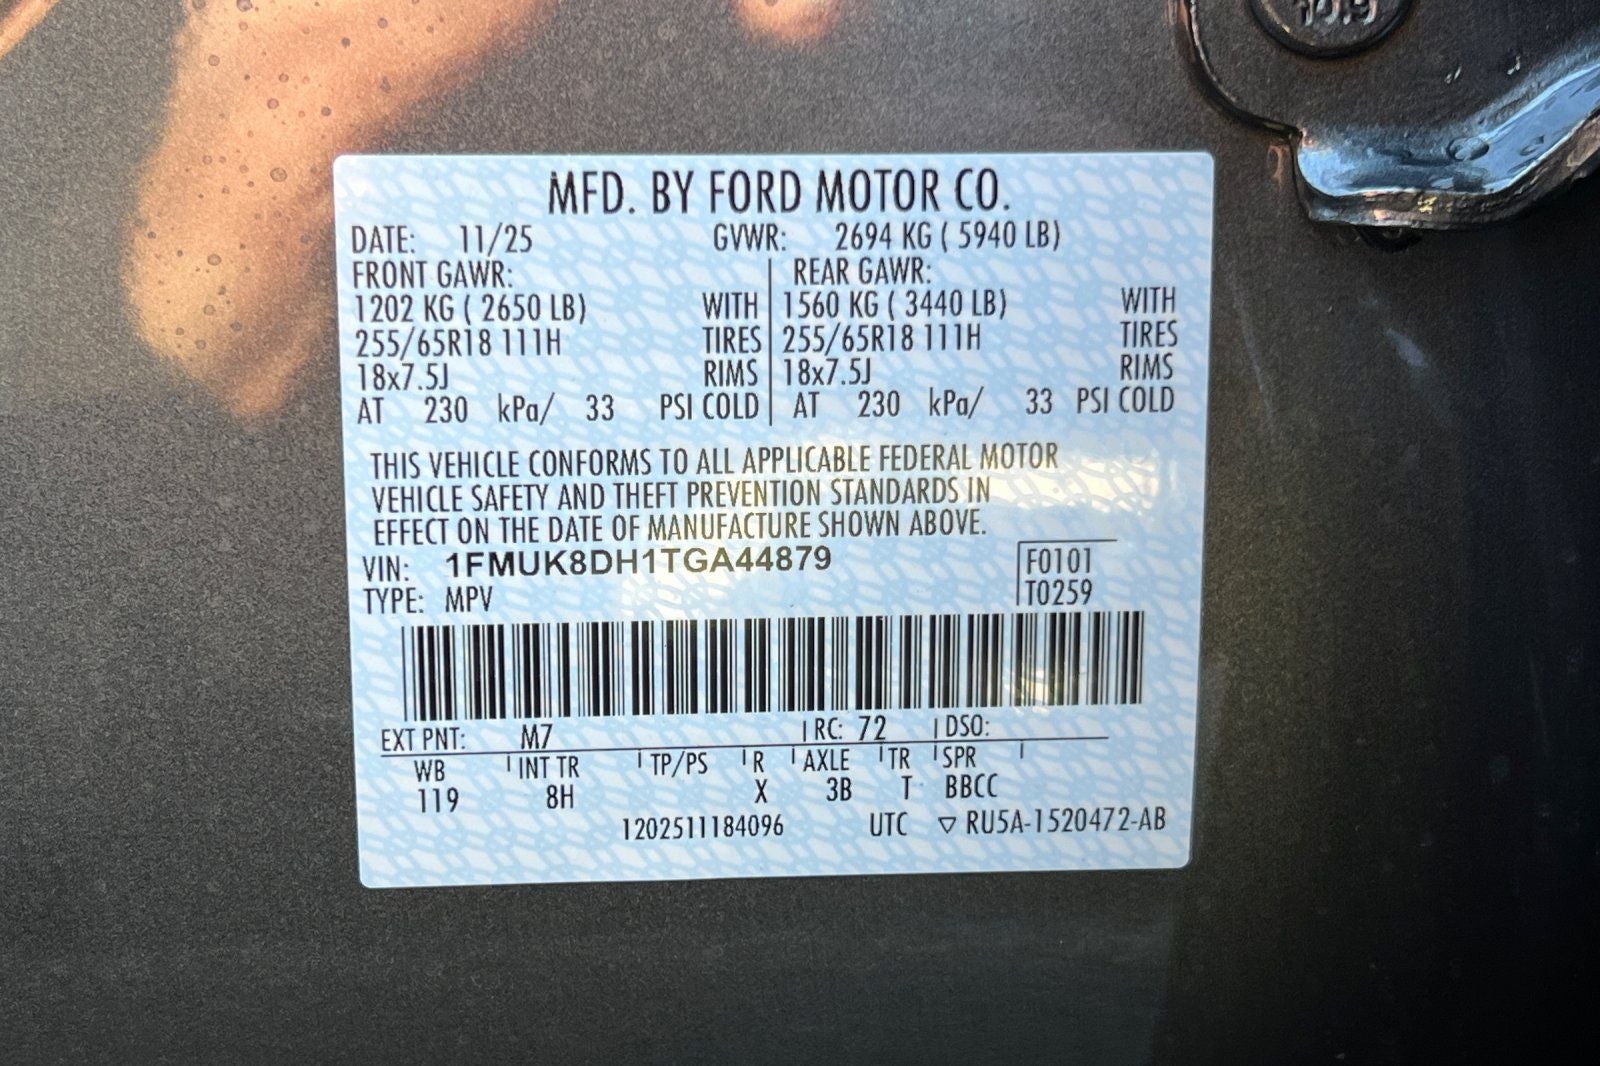 10.9
MFD. BY FORD MOTOR CO.
DATE: 11/25 GVWR: 2694 KG ( 5940 LB)
FRONT GAWR: REAR GAWR:
1202 KG ( 2650 LB) WITH 1560 KG ( 3440 LB) WITH
255/65R18 111H TIRES 255/65R18 111H TIRES
18x7.5J RIMS 18x7.5J RIMS
AT 230 kPa/ 33 PSI COLD AT 230 kPa/ 33 PSI COLD
THIS VEHICLE CONFORMS TO ALL APPLICABLE FEDERAL MOTOR
VEHICLE SAFETY AND THEFT PREVENTION STANDARDS IN
EFFECT ON THE DATE OF MANUFACTURE SHOWN ABOVE.
VIN: 1FMUK8DH1TGA44879 F0101
TYPE: MPV T0259
EXT PNT: M7 RC: 72 DSO:
WB INT TR TP/PS R AXLE TR SPR
119 8H X 3B T BBCC
1202511184096 UTC ▽ RU5A-1520472-AB